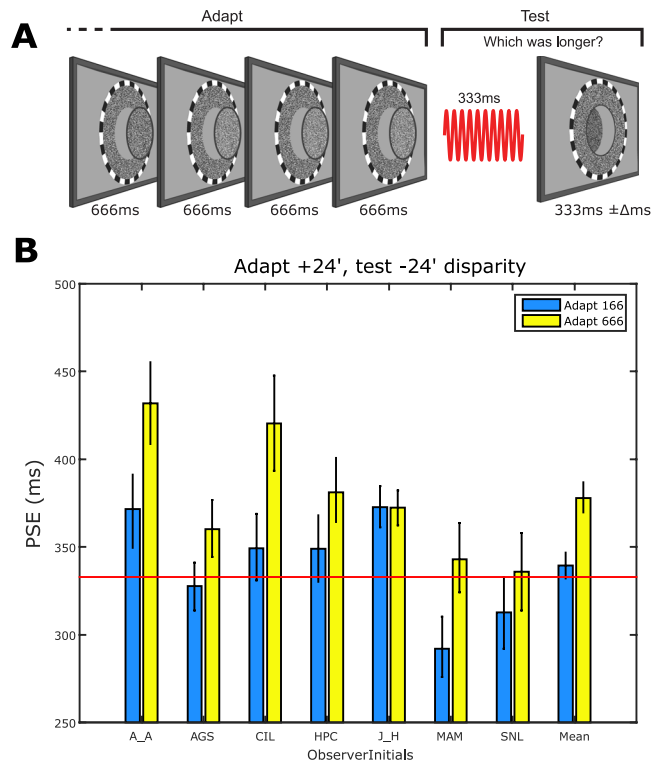 Adapt
Test
A
Which was longer?
333ms
666ms
666ms
666ms
666ms
333ms ±Δms
B
Adapt +24', test -24' disparity
500
450
400
350
300
250
PSE (ms)
Adapt 166
Adapt 666
A_A
AGS
CIL
HPC
J_H
MAM
SNL
Mean
ObserverInitials